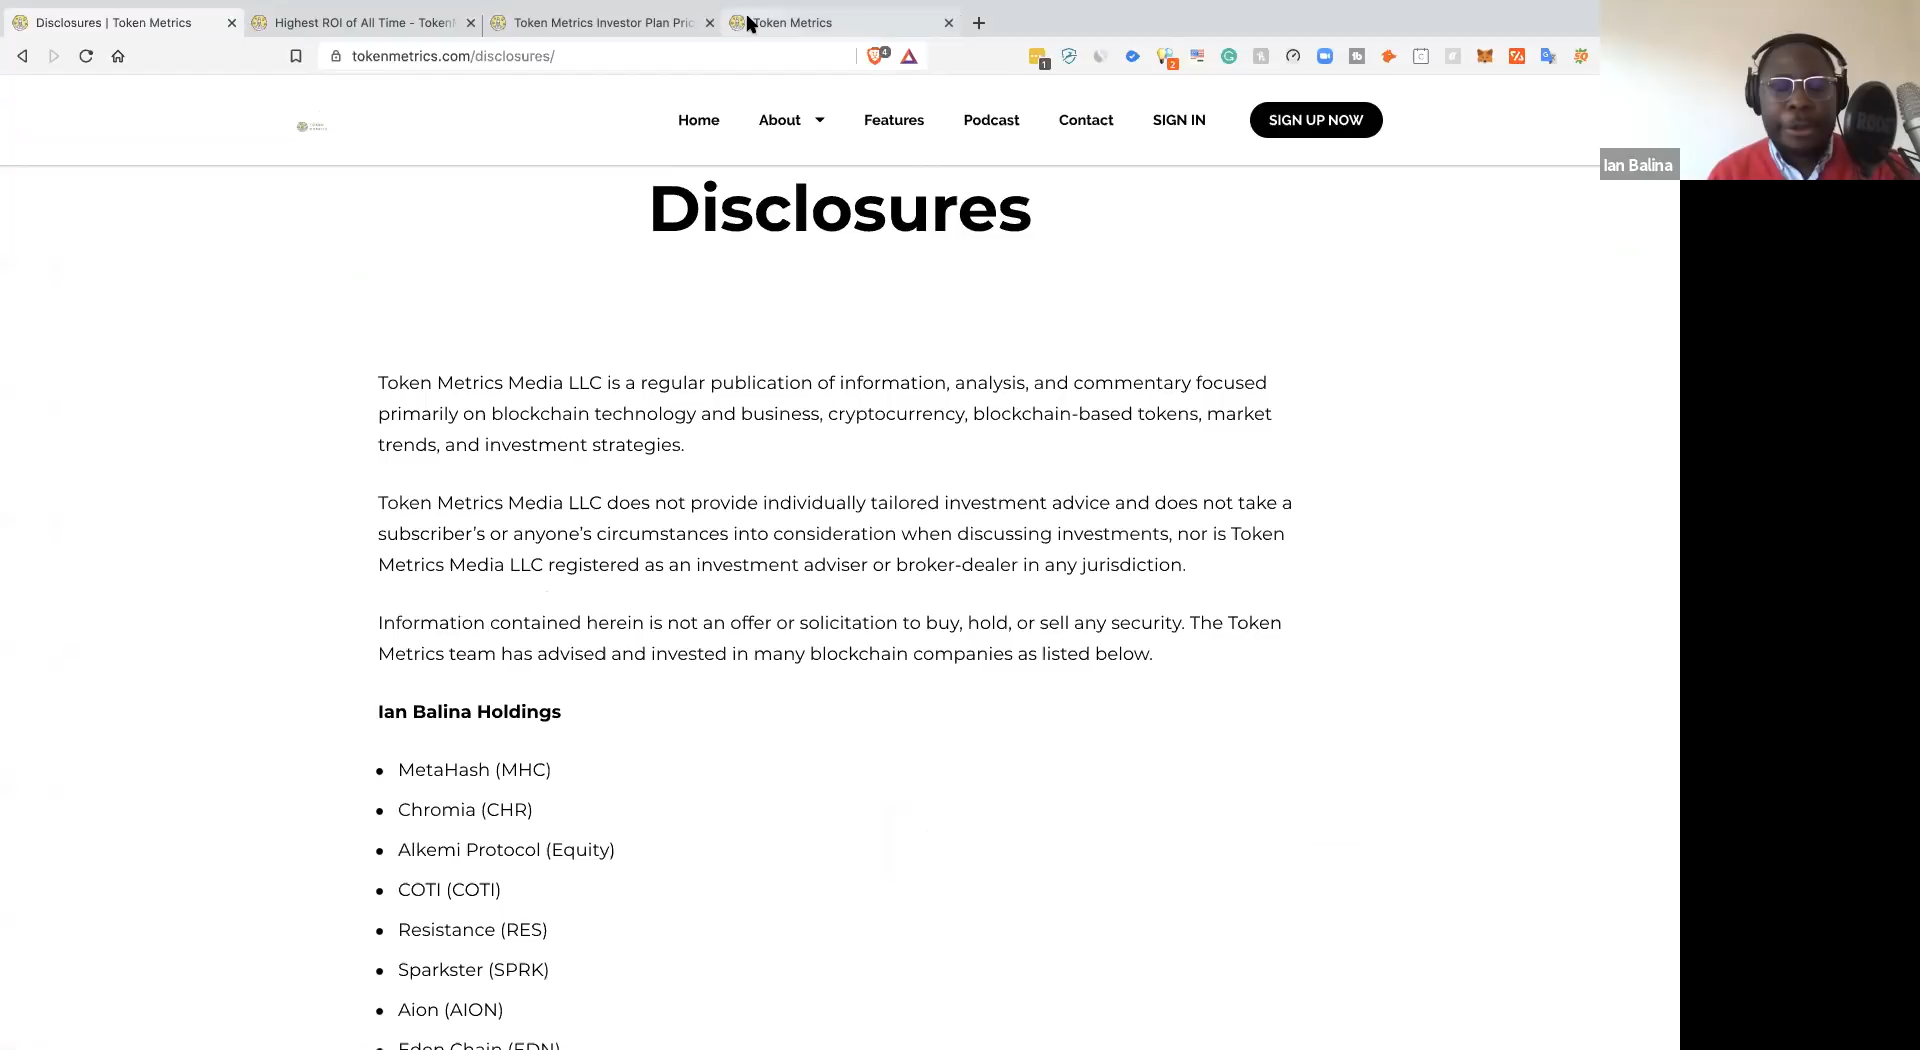 Disclosures | Token Metrics
Highest ROI of All Time - Token
Token Metrics Investor Plan Pric
Token Metrics
tokenmetrics.com/disclosures/
4
1
2
Home
About
Features
Podcast
Contact
SIGN IN
SIGN UP NOW
RODE
Ian Balina
Disclosures
Token Metrics Media LLC is a regular publication of information, analysis, and commentary focused
primarily on blockchain technology and business, cryptocurrency, blockchain-based tokens, market
trends, and investment strategies.
Token Metrics Media LLC does not provide individually tailored investment advice and does not take a
subscriber’s or anyone’s circumstances into consideration when discussing investments, nor is Token
Metrics Media LLC registered as an investment adviser or broker-dealer in any jurisdiction.
Information contained herein is not an offer or solicitation to buy, hold, or sell any security. The Token
Metrics team has advised and invested in many blockchain companies as listed below.
Ian Balina Holdings
• MetaHash (MHC)
• Chromia (CHR)
• Alkemi Protocol (Equity)
• COTI (COTI)
• Resistance (RES)
• Sparkster (SPRK)
• Aion (AION)
Eden Chain (EDN)